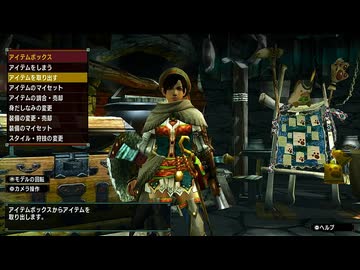 アイテムボックス
アイテムをしまう
アイテムを取り出す
アイテムのマイセット
アイテムの調合・売却
身だしなみの変更
装備の変更・売却
装備のマイセット
スタイル・狩技の変更
モデルの回転
カメラ操作
アイテムボックスからアイテムを
取り出します。
ヘルプ